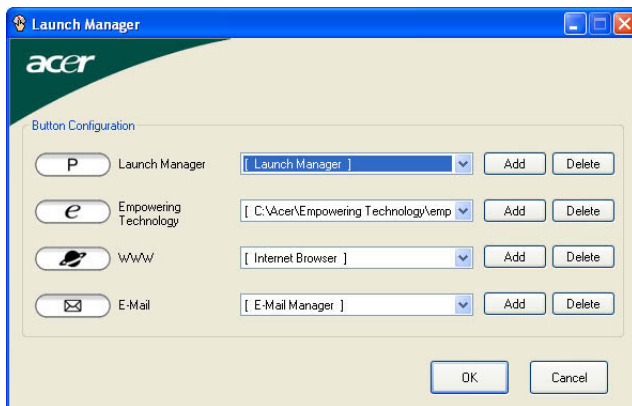 Launch Manager
acer
Button Configuration
P Launch Manager [ Launch Manager ] Add Delete
e Empowering Technology [ C:\Acer\Empowering Technology\emp Add Delete
WWW [ Internet Browser ] Add Delete
E-Mail [ E-Mail Manager ] Add Delete
OK Cancel